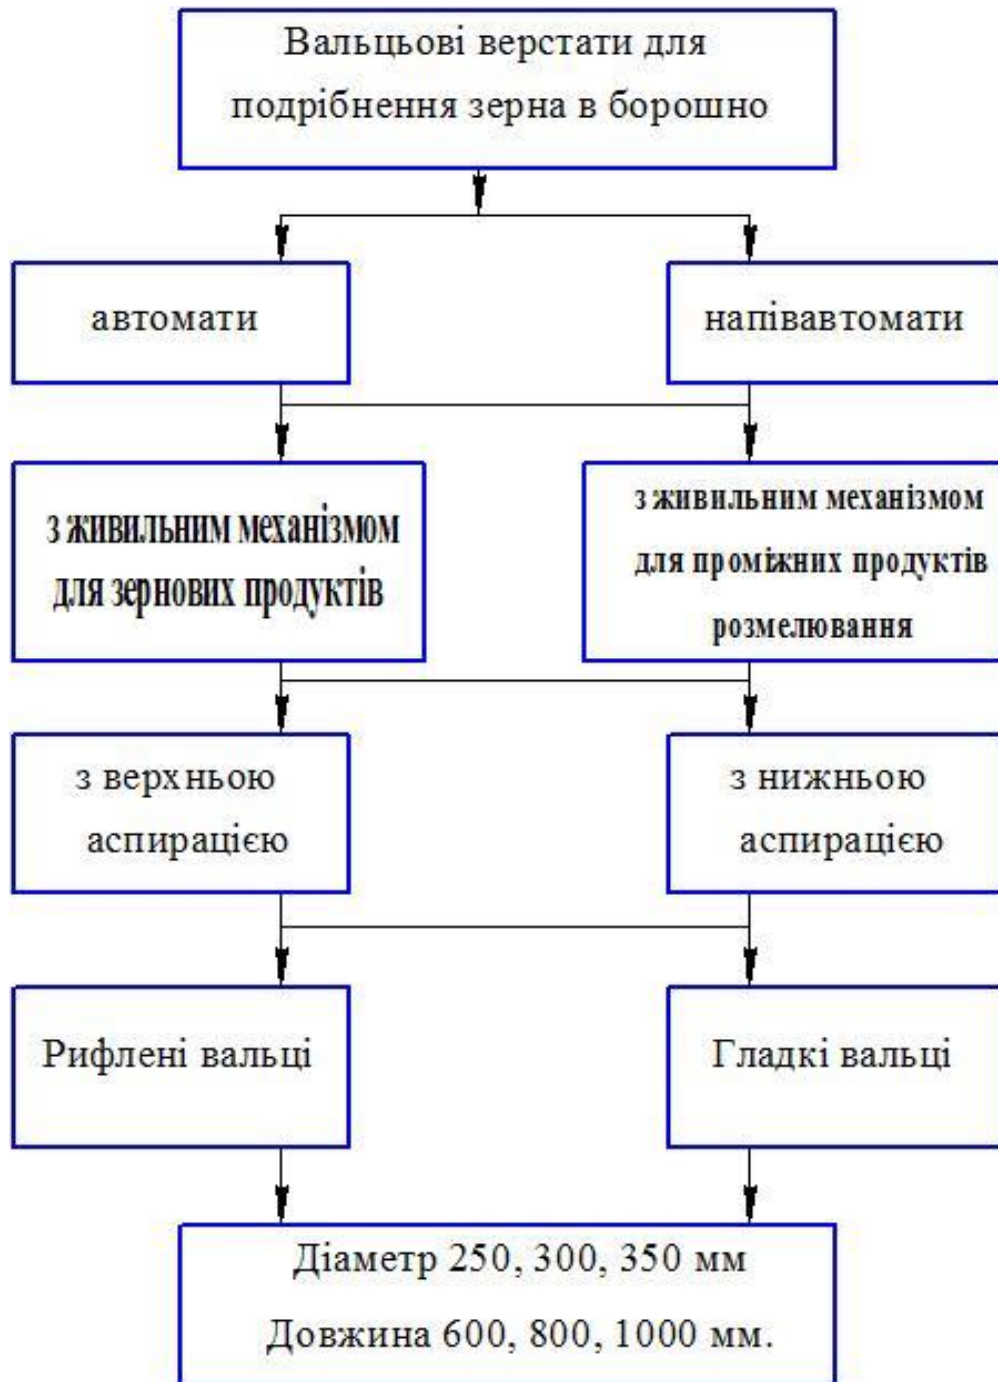 Вальцьові верстати для
подрібнення зерна в борошно
автомати
напівавтомати
з живильним механізмом
для зернових продуктів
з живильним механізмом
для проміжних продуктів
розмелювання
з верхньою
аспирацією
з нижньою
аспирацією
Рифлені вальці
Гладкі вальці
Діаметр 250, 300, 350 мм
Довжина 600, 800, 1000 мм.